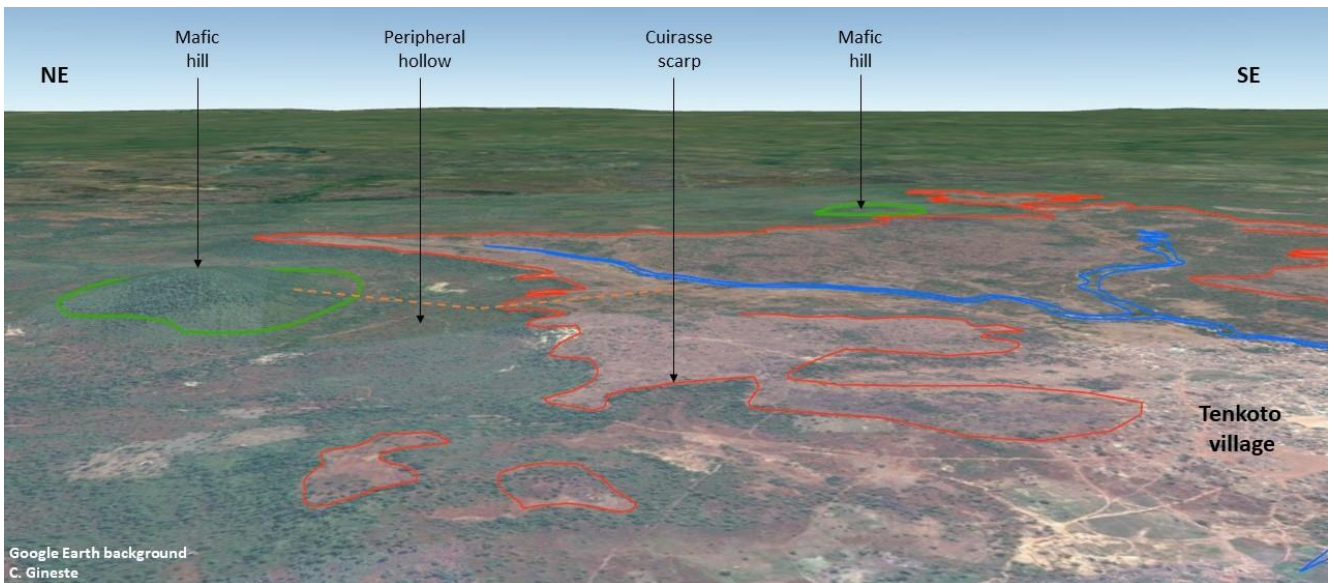 Mafic
hill
Peripheral
hollow
Cuirasse
scarp
Mafic
hill
NE
SE
Tenkoto
village
Google Earth background
C. Gineste